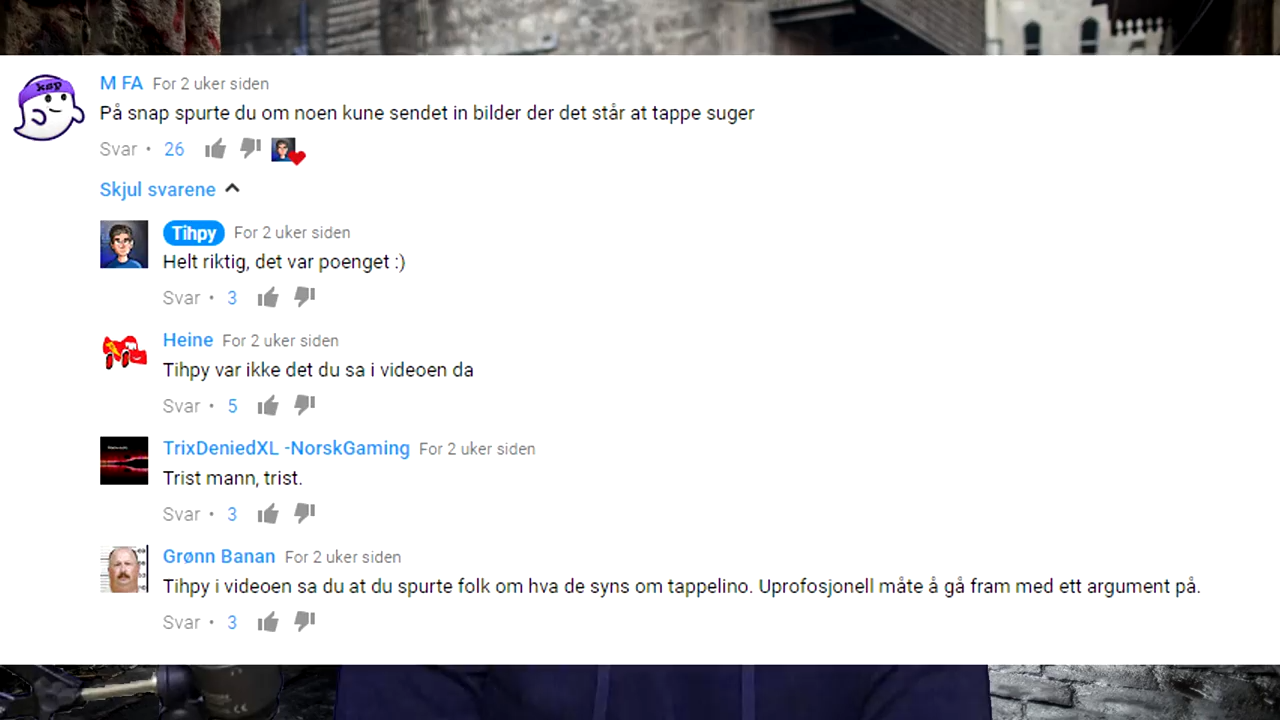 køp
M FA For 2 uker siden
På snap spurte du om noen kune sendet in bilder der det står at tappe suger
Svar • 26
Skjul svarene
Tihpy For 2 uker siden
Helt riktig, det var poenget :)
Svar • 3
Heine For 2 uker siden
Tihpy var ikke det du sa i videoen da
Svar • 5
TrixDeniedXL -NorskGaming For 2 uker siden
Trist mann, trist.
Svar • 3
Grønn Banan For 2 uker siden
Tihpy i videoen sa du at du spurte folk om hva de syns om tappelino. Uprofosjonell måte å gå fram med ett argument på.
Svar • 3